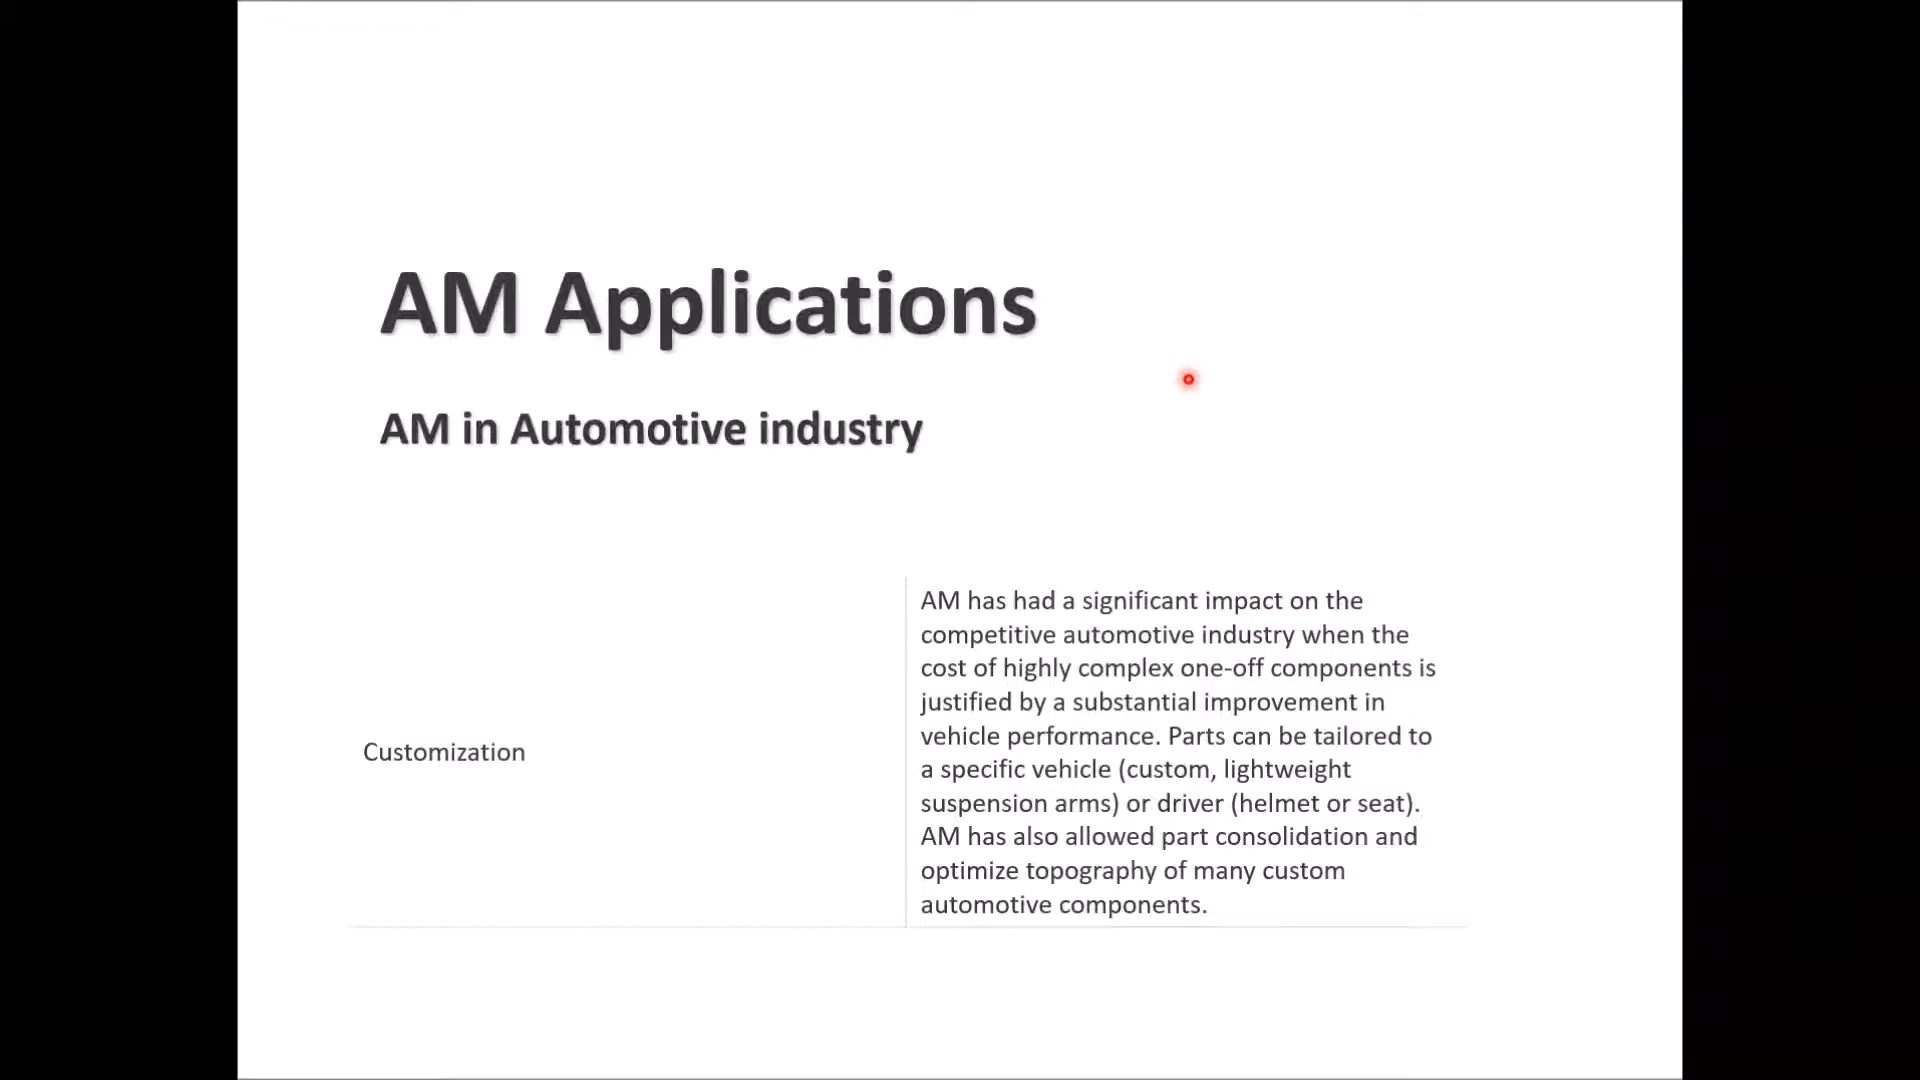 AM Applications
AM in Automotive industry
Customization
AM has had a significant impact on the
competitive automotive industry when the
cost of highly complex one-off components is
justified by a substantial improvement in
vehicle performance. Parts can be tailored to
a specific vehicle (custom, lightweight
suspension arms) or driver (helmet or seat).
AM has also allowed part consolidation and
optimize topography of many custom
automotive components.